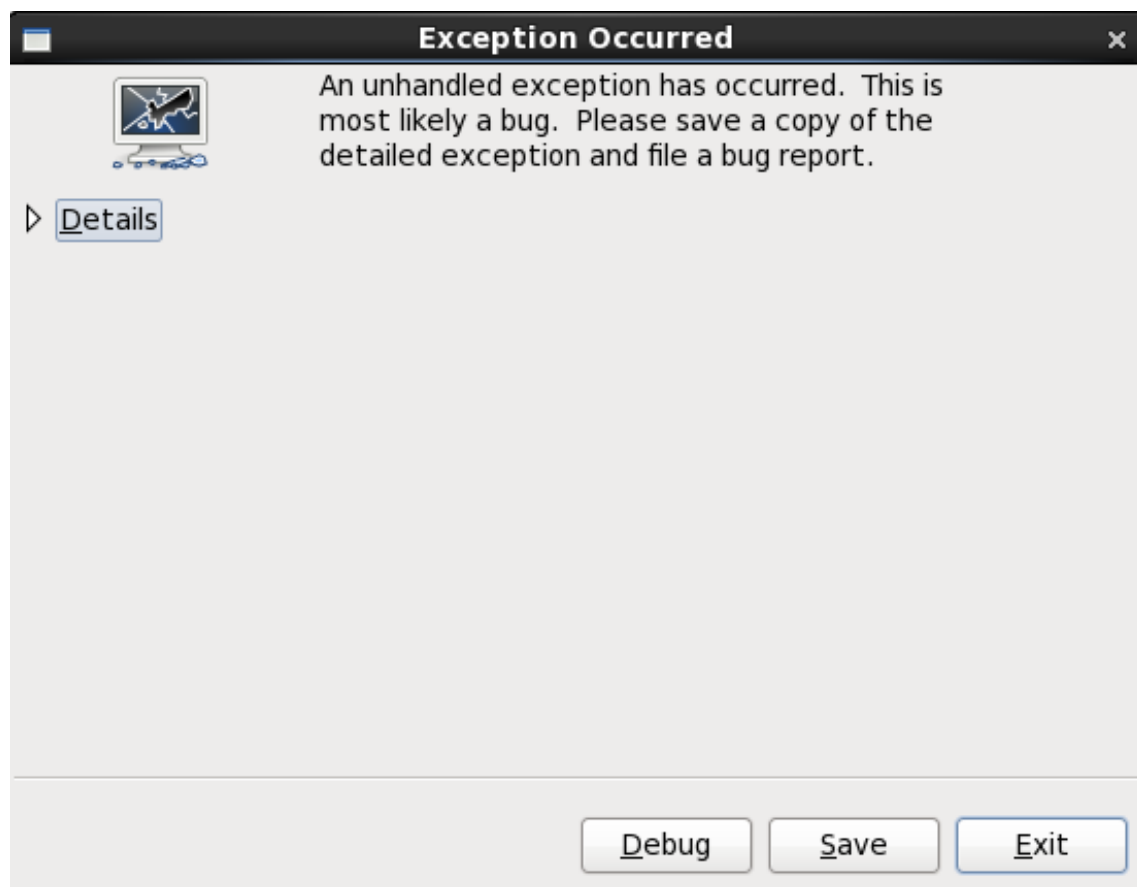 Exception Occurred
An unhandled exception has occurred.  This is
most likely a bug.  Please save a copy of the
detailed exception and file a bug report.
Details
Debug Save Exit